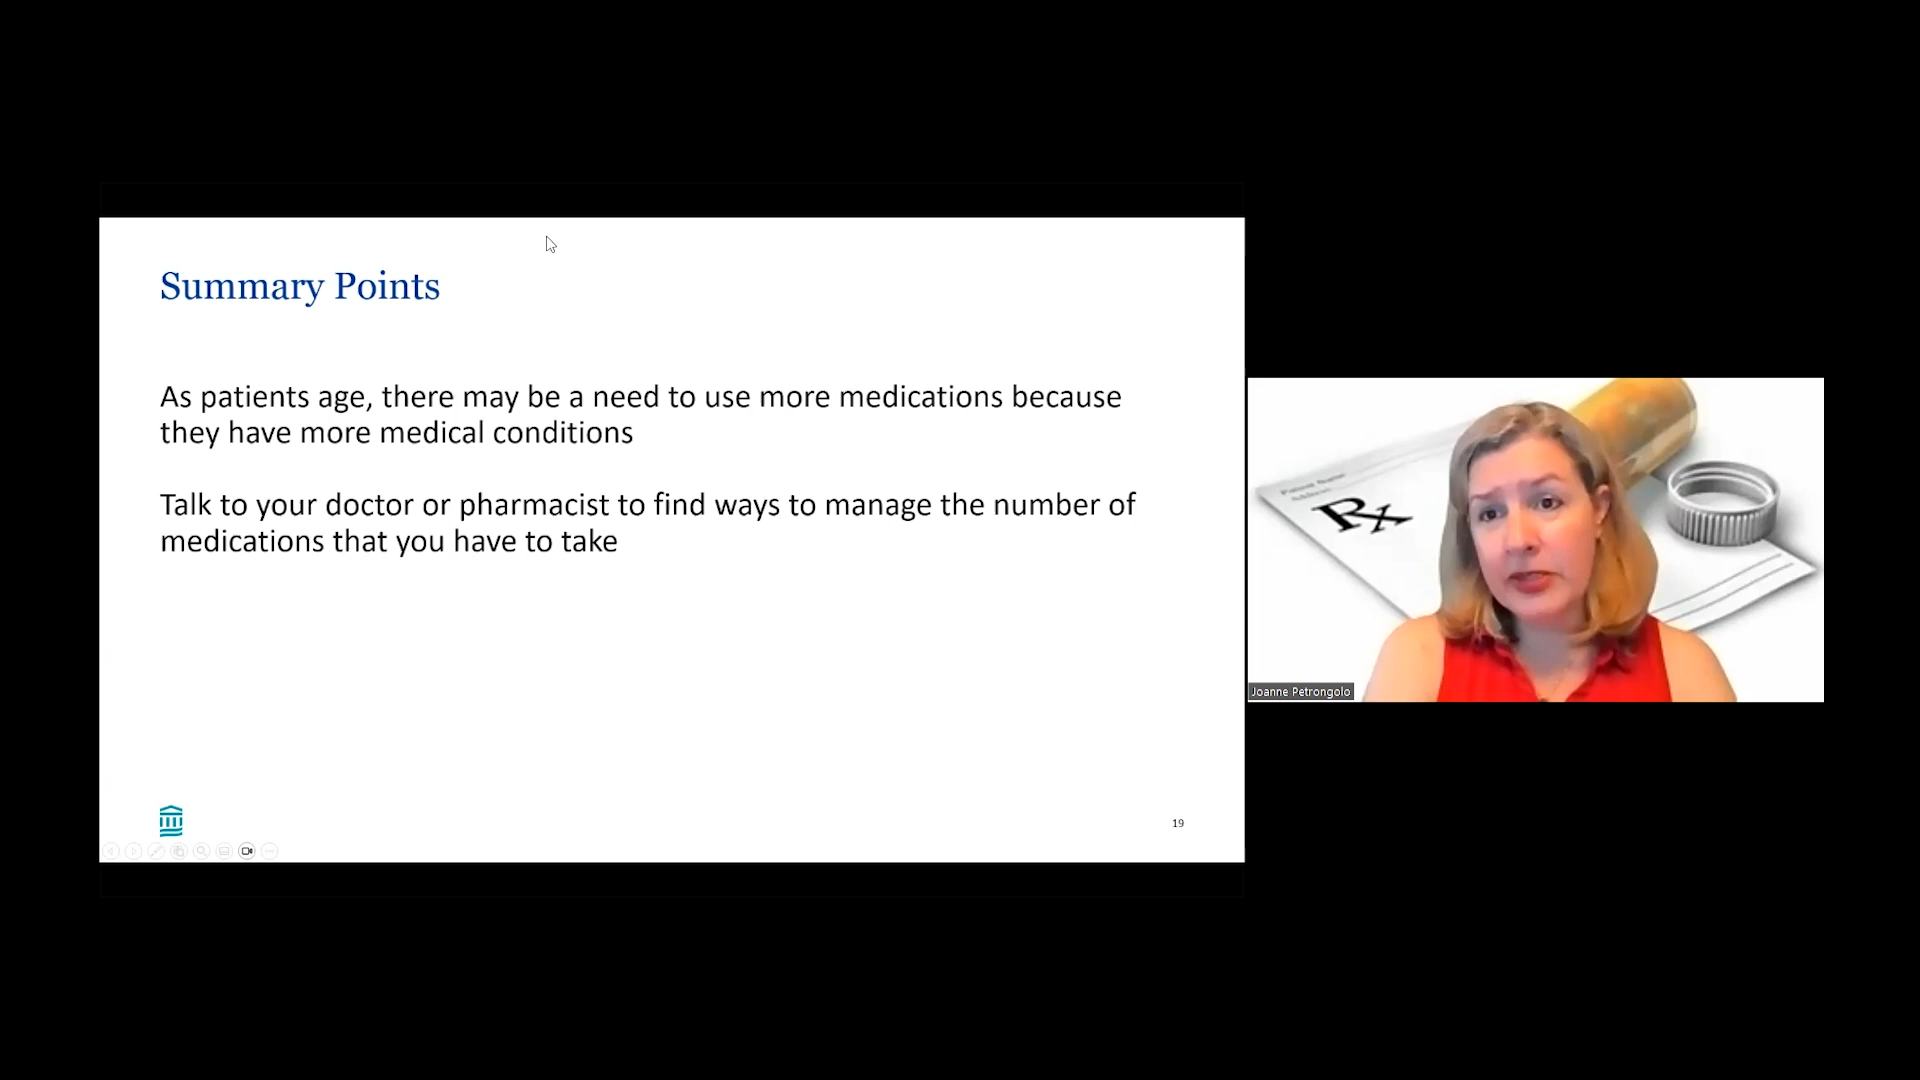 Summary Points
As patients age, there may be a need to use more medications because
they have more medical conditions
Talk to your doctor or pharmacist to find ways to manage the number of
medications that you have to take
19
Rx
Joanne Petrongolo